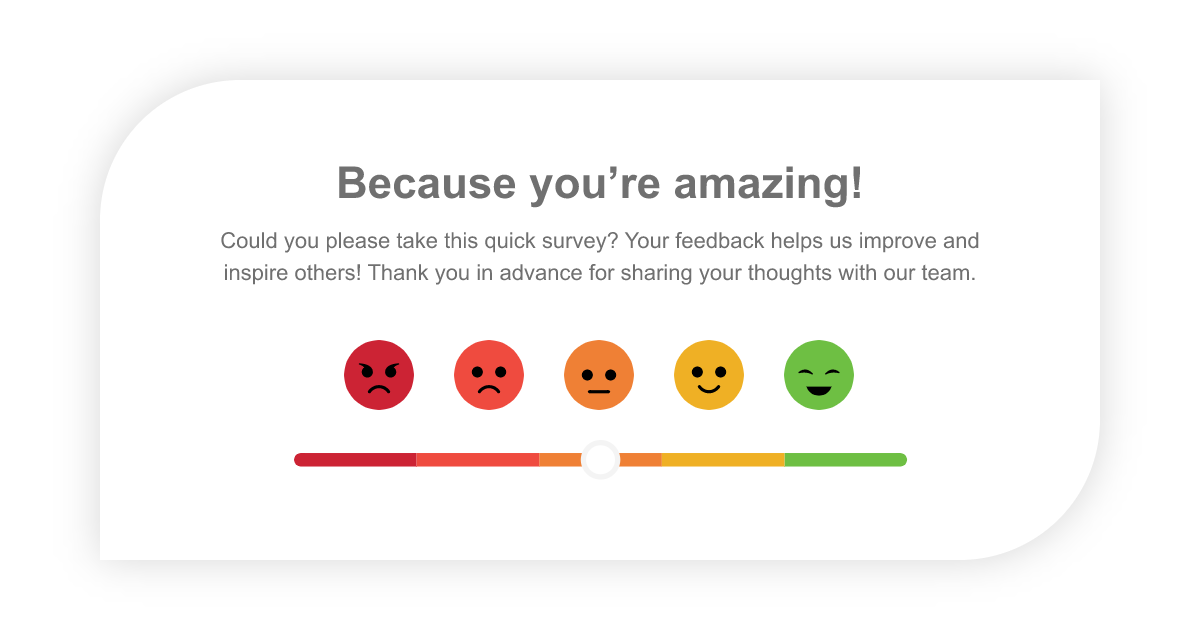 Because you’re amazing!
Could you please take this quick survey? Your feedback helps us improve and
inspire others! Thank you in advance for sharing your thoughts with our team.